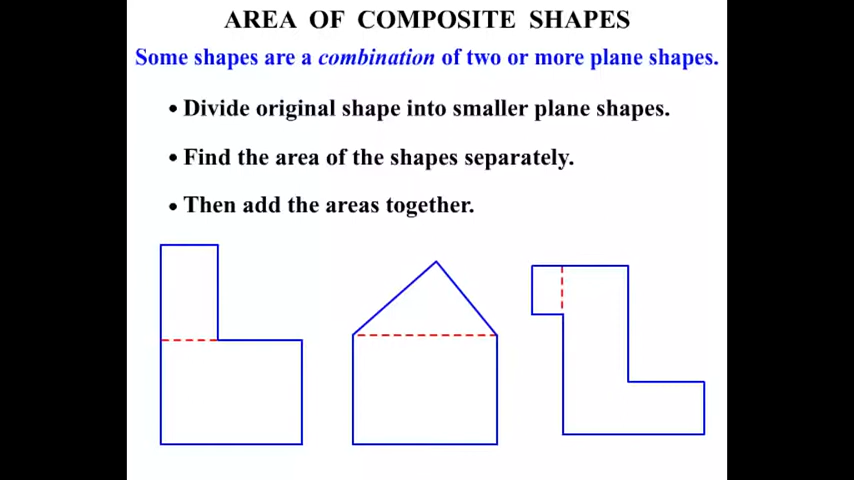 AREA OF COMPOSITE SHAPES
Some shapes are a combination of two or more plane shapes.
• Divide original shape into smaller plane shapes.
• Find the area of the shapes separately.
• Then add the areas together.